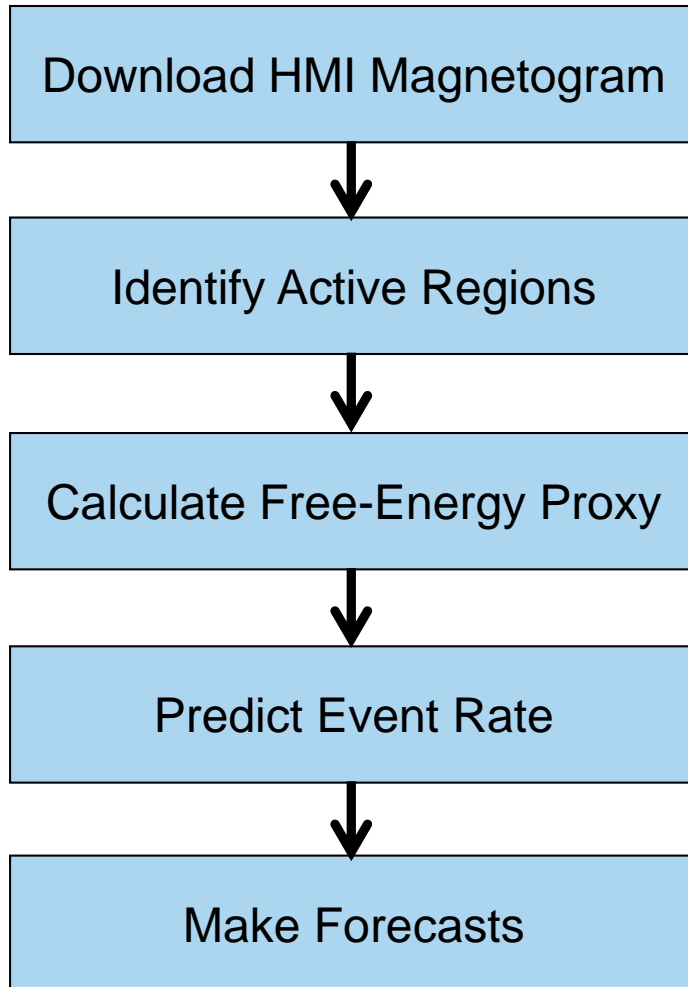 Download HMI Magnetogram
Identify Active Regions
Calculate Free-Energy Proxy
Predict Event Rate
Make Forecasts